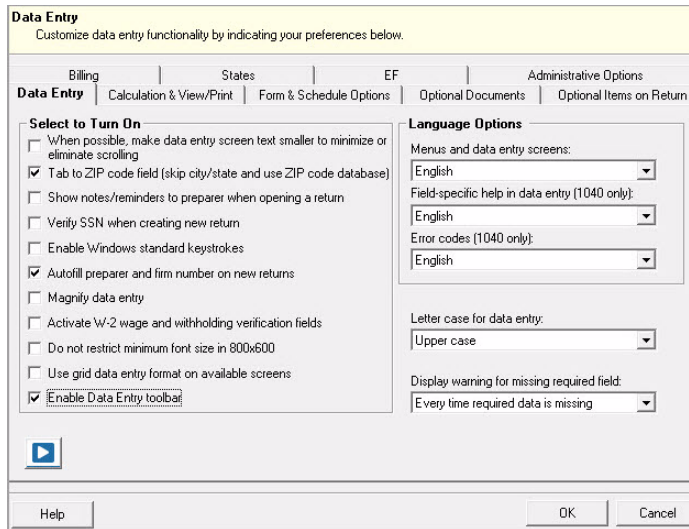 Data Entry
Customize data entry functionality by indicating your preferences below.
Billing
States
EF
Administrative Options
Data Entry
Calculation & View/Print
Form & Schedule Options
Optional Documents
Optional Items on Return
Select to Turn On
When possible, make data entry screen text smaller to minimize or
eliminate scrolling
Tab to ZIP code field (skip city/state and use ZIP code database)
Show notes/reminders to preparer when opening a return
Verify SSN when creating new return
Enable Windows standard keystrokes
Autofill preparer and firm number on new returns
Magnify data entry
Activate W-2 wage and withholding verification fields
Do not restrict minimum font size in 800x600
Use grid data entry format on available screens
Enable Data Entry toolbar
Language Options
Menus and data entry screens:
English
Field-specific help in data entry (1040 only):
English
Error codes (1040 only):
English
Letter case for data entry:
Upper case
Display warning for missing required field:
Every time required data is missing
Help
OK
Cancel